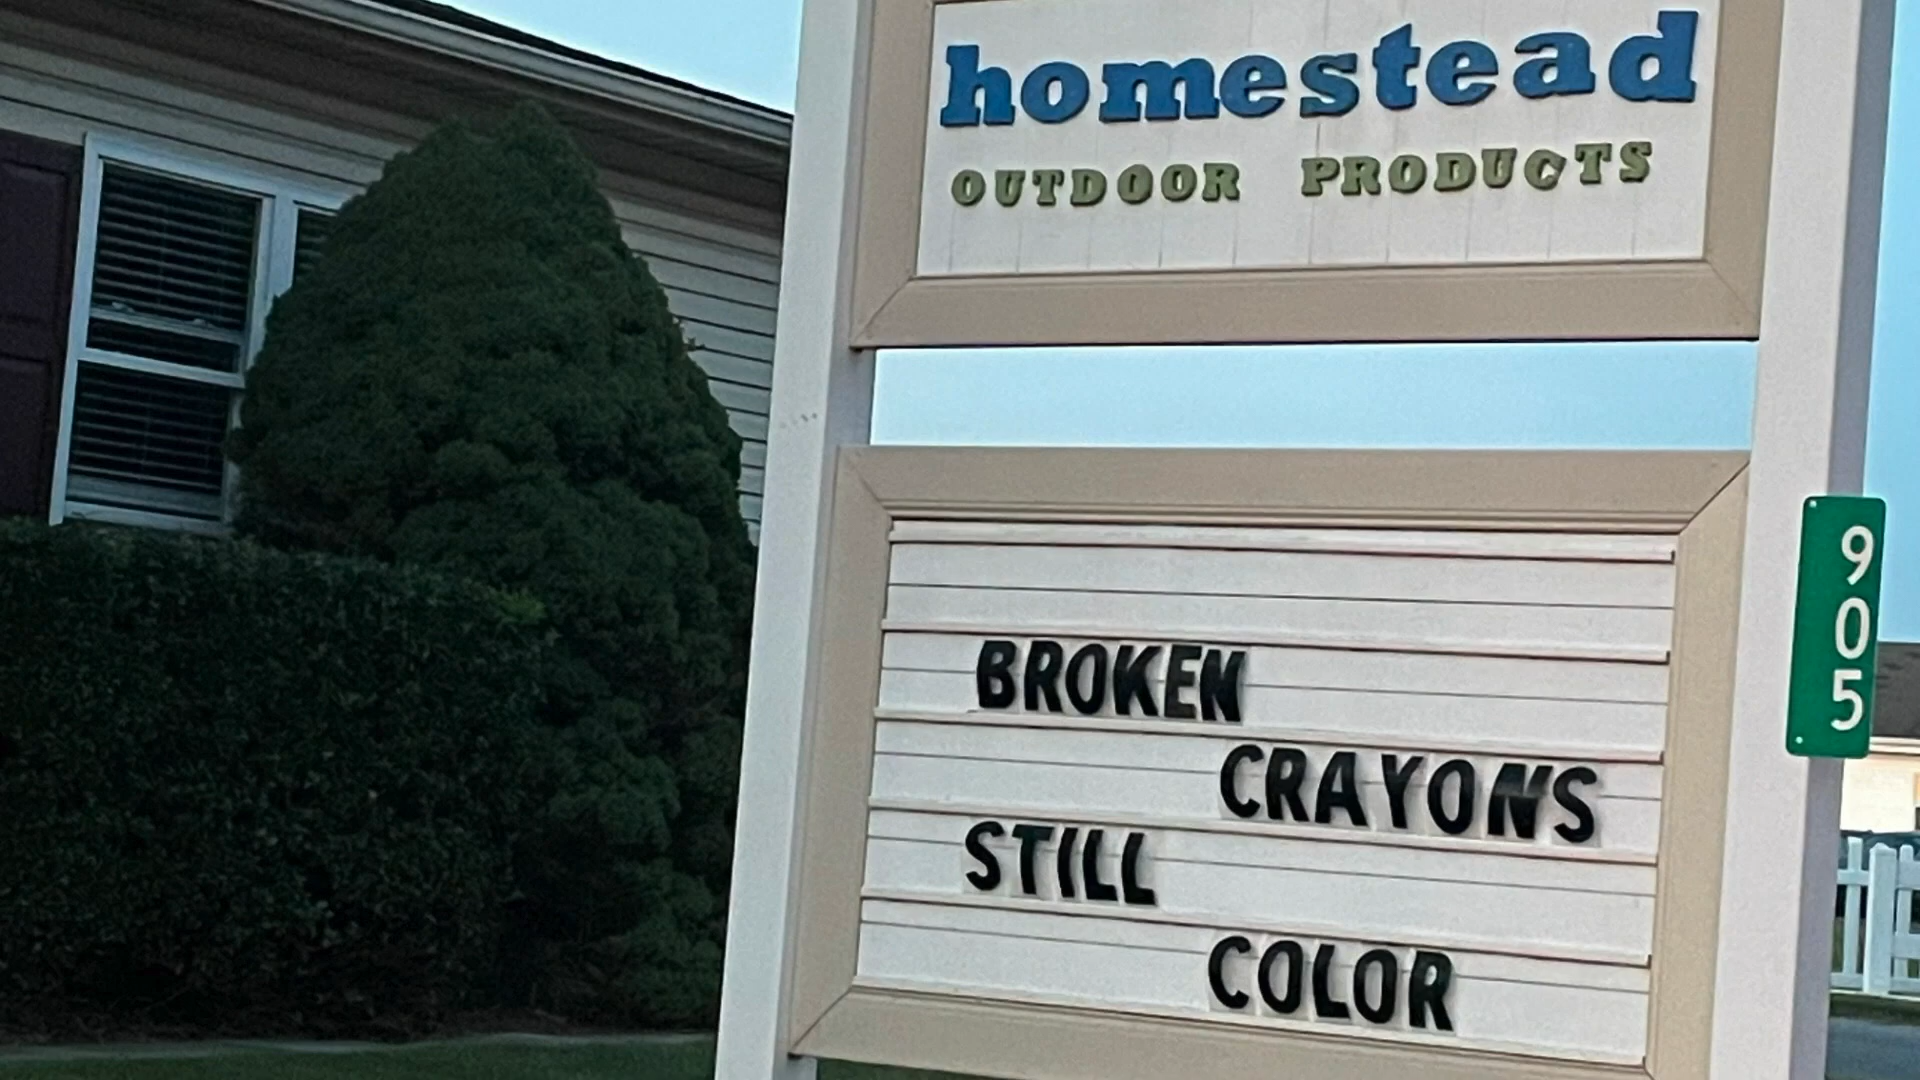 homestead
OUTDOOR PRODUCTS
BROKEN
CRAYONS
STILL
COLOR
905